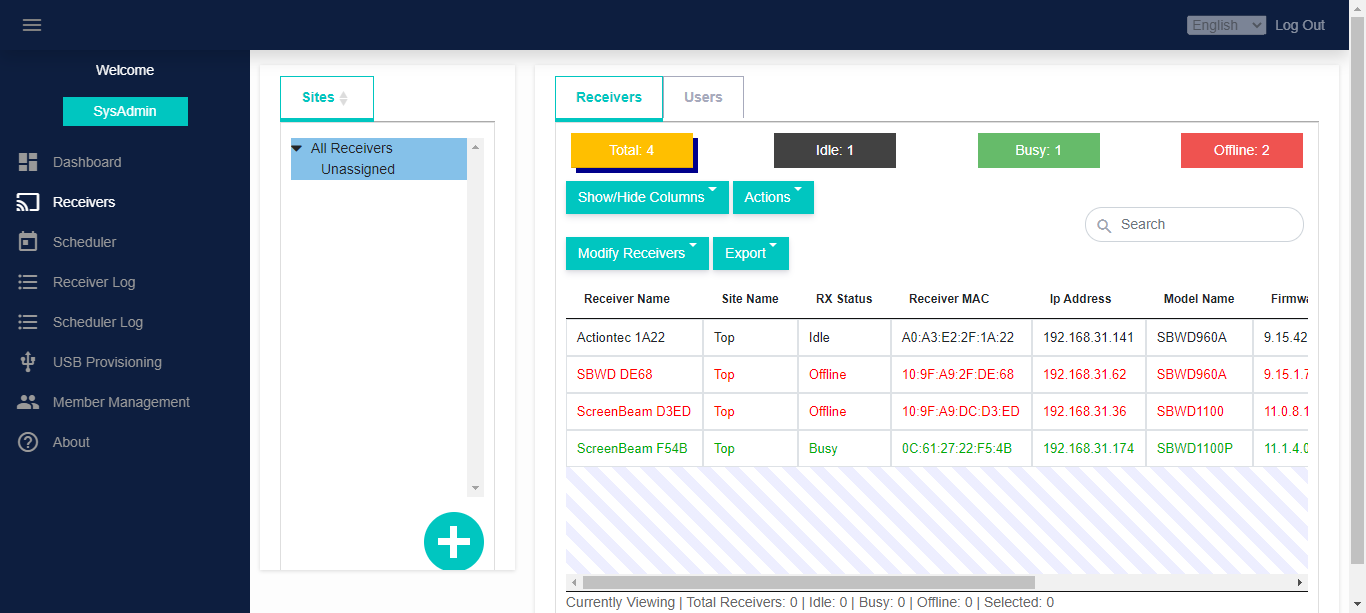 English Log Out
Welcome
SysAdmin
Dashboard
Receivers
Scheduler
Receiver Log
Scheduler Log
USB Provisioning
Member Management
About
Sites
All Receivers
Unassigned
Receivers Users
Total: 4 Idle: 1 Busy: 1 Offline: 2
Show/Hide Columns Actions
Search
Modify Receivers Export
Receiver Name Site Name RX Status Receiver MAC Ip Address Model Name Firmwa
Actiontec 1A22 Top Idle A0:A3:E2:2F:1A:22 192.168.31.141 SBWD960A 9.15.42
SBWD DE68 Top Offline 10:9F:A9:2F:DE:68 192.168.31.62 SBWD960A 9.15.1.7
ScreenBeam D3ED Top Offline 10:9F:A9:DC:D3:ED 192.168.31.36 SBWD1100 11.0.8.1
ScreenBeam F54B Top Busy 0C:61:27:22:F5:4B 192.168.31.174 SBWD1100P 11.1.4.0
Currently Viewing | Total Receivers: 0 | Idle: 0 | Busy: 0 | Offline: 0 | Selected: 0